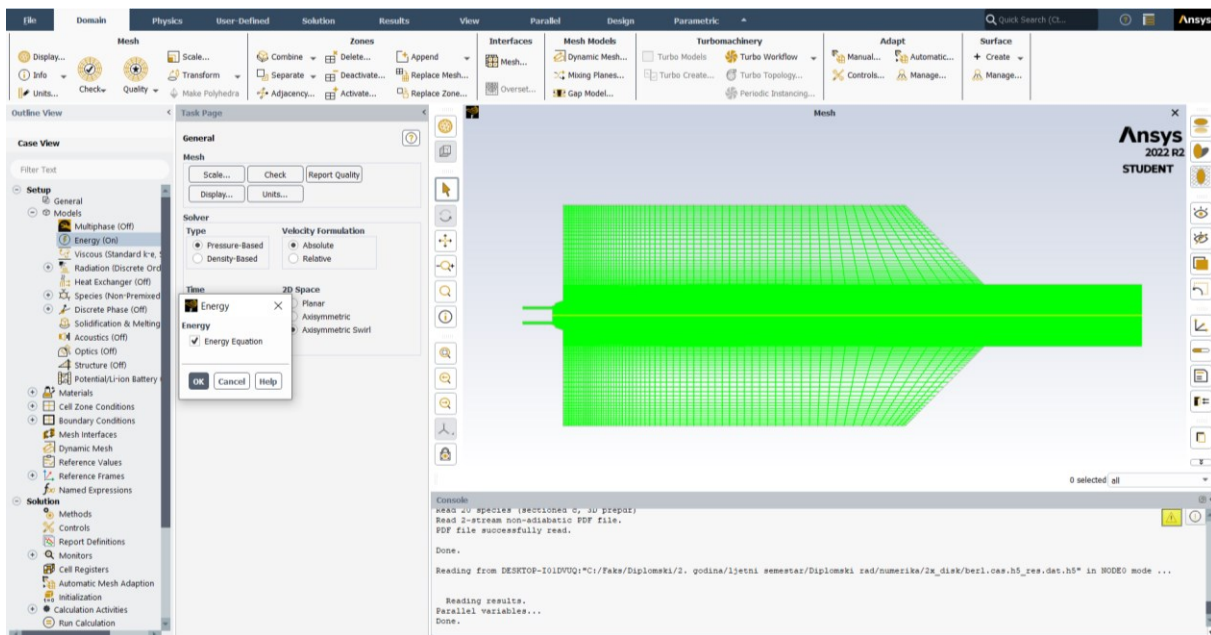 File Domain Physics User-Defined Solution Results View Parallel Design Parametric Quick Search (Ct... Ansys
Mesh Zones Interfaces Mesh Models Turbomachinery Adapt Surface
Display... Scale... Combine Delete... Append Mesh... Dynamic Mesh... Turbo Models Turbo Workflow Manual... Automatic... + Create
Info Check Quality Transform Separate Deactivate... Replace Mesh... Mixing Planes... Turbo Create... Turbo Topology... Controls... Manage... Manage...
Units... Make Polyhedra Adjacency... Activate... Replace Zone... Overset... Gap Model... Periodic Instancing...
Outline View
Case View
Filter Text
Setup
General
Models
Multiphase (Off)
Energy (On)
Viscous (Standard k-e, S
Radiation (Discrete Ord
Heat Exchanger (Off)
Species (Non-Premixed
Discrete Phase (Off)
Solidification & Melting
Acoustics (Off)
Optics (Off)
Structure (Off)
Potential/Li-ion Battery
Materials
Cell Zone Conditions
Boundary Conditions
Mesh Interfaces
Dynamic Mesh
Reference Values
Reference Frames
Named Expressions
Solution
Methods
Controls
Report Definitions
Monitors
Cell Registers
Automatic Mesh Adaption
Initialization
Calculation Activities
Run Calculation
Task Page
General
Mesh
Scale... Check Report Quality
Display... Units...
Solver
Type Velocity Formulation
Pressure-Based Absolute
Density-Based Relative
Time 2D Space
Planar
Axisymmetric
Axisymmetric Swirl
Energy
Energy
Energy Equation
OK Cancel Help
Mesh
Ansys
2022 R2
STUDENT
0 selected all
Console
Read 20 species (sectioned c, 3D prepdf)
Read 2-stream non-adiabatic PDF file.
PDF file successfully read.
Done.
Reading from DESKTOP-I01DVUQ:"C:/Faks/Diplomski/2. godina/ljetni semestar/Diplomski rad/numerika/2x_disk/berl.cas.h5_res.dat.h5" in NODE0 mode ...
Reading results.
Parallel variables...
Done.